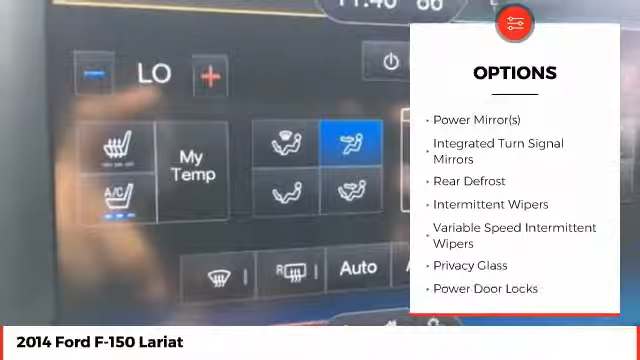 LO
My
Temp
A/C
R
Auto
OPTIONS
Power Mirror(s)
Integrated Turn Signal
Mirrors
Rear Defrost
Intermittent Wipers
Variable Speed Intermittent
Wipers
Privacy Glass
Power Door Locks
2014 Ford F-150 Lariat